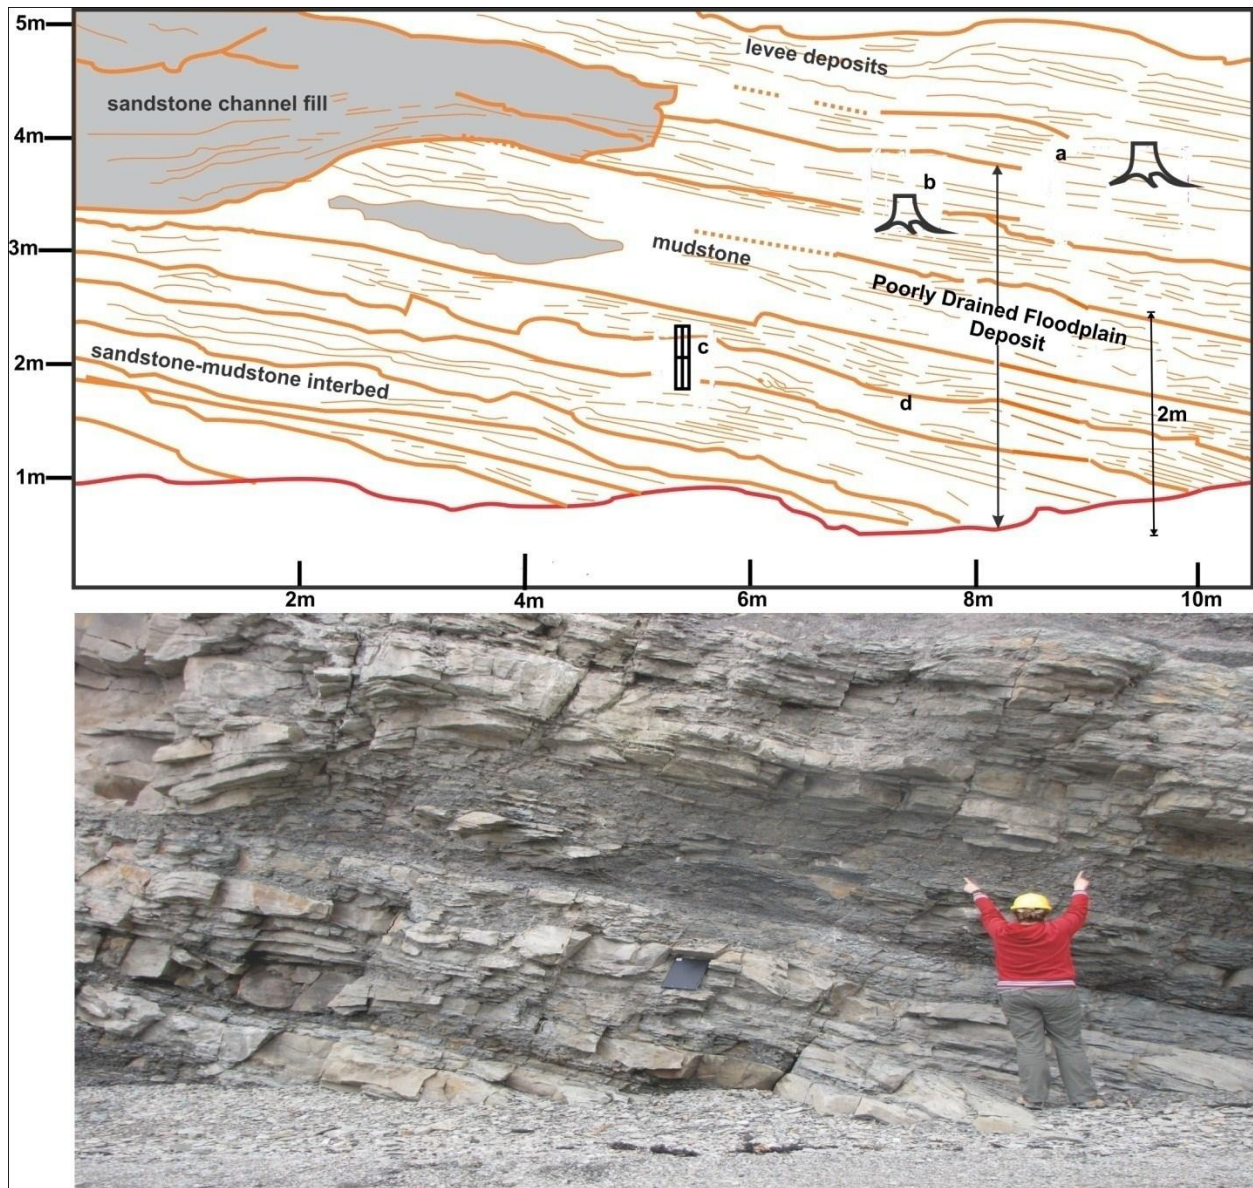 5m
levee deposits
sandstone channel fill
4m
a
b
3m
mudstone
Poorly Drained Floodplain
Deposit
c
2m
sandstone-mudstone interbed
d
2m
1m
2m
4m
6m
8m
10m